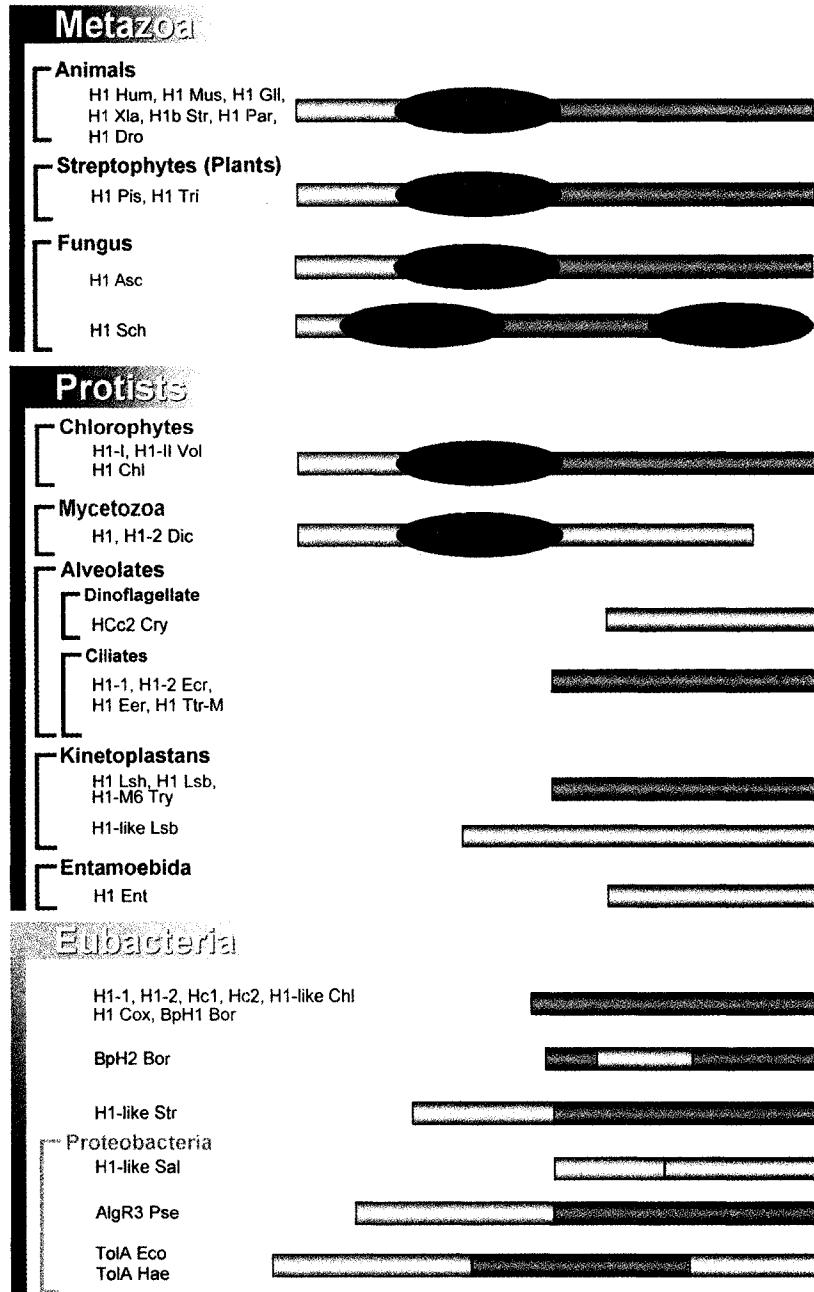 Metazoa
Animals
H1 Hum, H1 Mus, H1 Gll,
H1 Xla, H1b Str, H1 Par,
H1 Dro
Streptophytes (Plants)
H1 Pis, H1 Tri
Fungus
H1 Asc
H1 Sch
Protists
Chlorophytes
H1-I, H1-II Vol
H1 Chl
Mycetozoa
H1, H1-2 Dic
Alveolates
Dinoflagellate
HCc2 Cry
Ciliates
H1-1, H1-2 Ecr,
H1 Eer, H1 Ttr-M
Kinetoplastans
H1 Lsh, H1 Lsb,
H1-M6 Try
H1-like Lsb
Entamoebida
H1 Ent
Eubacteria
H1-1, H1-2, Hc1, Hc2, H1-like Chl
H1 Cox, BpH1 Bor
BpH2 Bor
H1-like Str
Proteobacteria
H1-like Sal
AlgR3 Pse
TolA Eco
TolA Hae